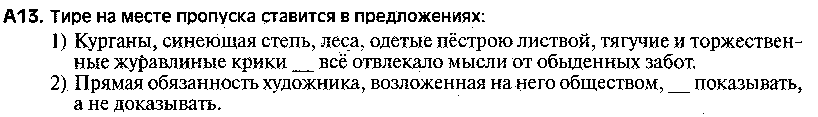 А13. Тире на месте пропуска ставится в предложениях:
1) Курганы, синеющая степь, леса, одетые пёстрою листвой, тягучие и торжествен-
ные журавлиные крики __ всё отвлекало мысли от обыденных забот.
2) Прямая обязанность художника, возложенная на него обществом, __ показывать,
а не доказывать.